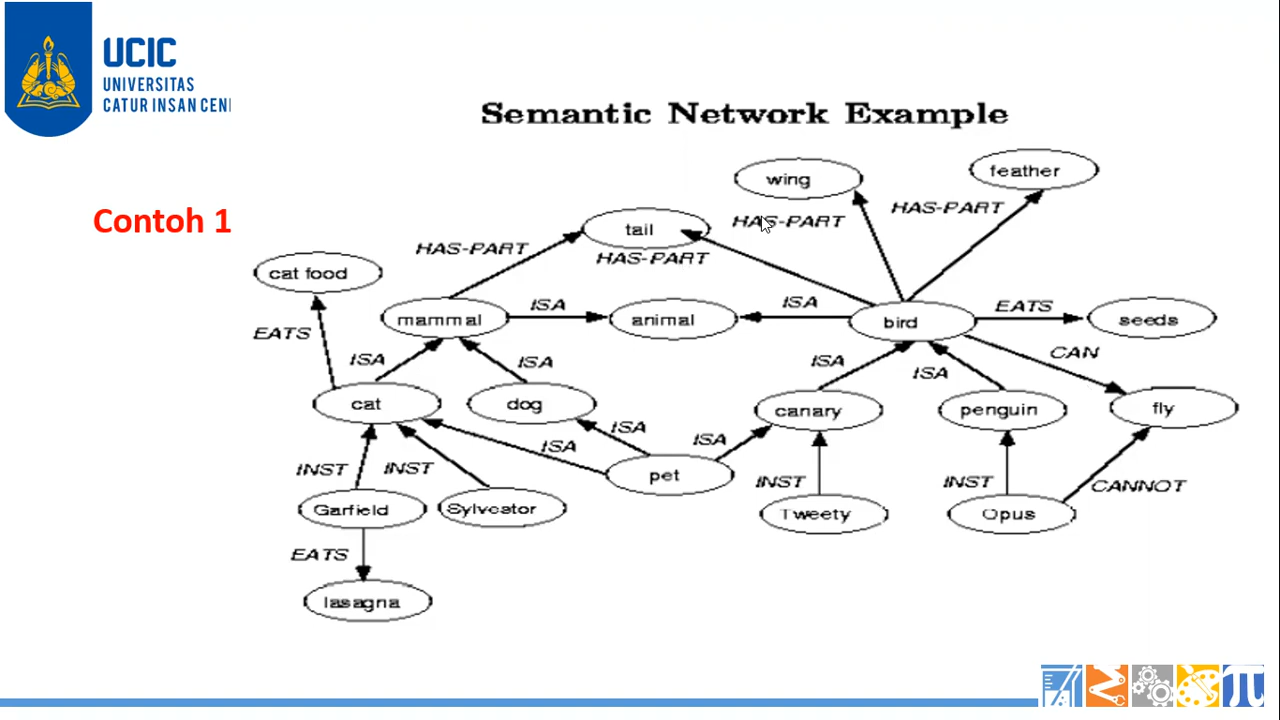 UCIC
UNIVERSITAS
CATUR INSAN CEN
Semantic Network Example
Contoh 1
wing
feather
HAS-PART
HAS-PART
tail
HAS-PART
HAS-PART
cat food
EATS
mammal
ISA
animal
ISA
bird
EATS
seeds
ISA
ISA
ISA
ISA
CAN
cat
dog
canary
penguin
fly
ISA
ISA
ISA
pet
INST
INST
INST
INST
CANNOT
Garfield
Sylvester
Tweety
Opus
EATS
lasagna